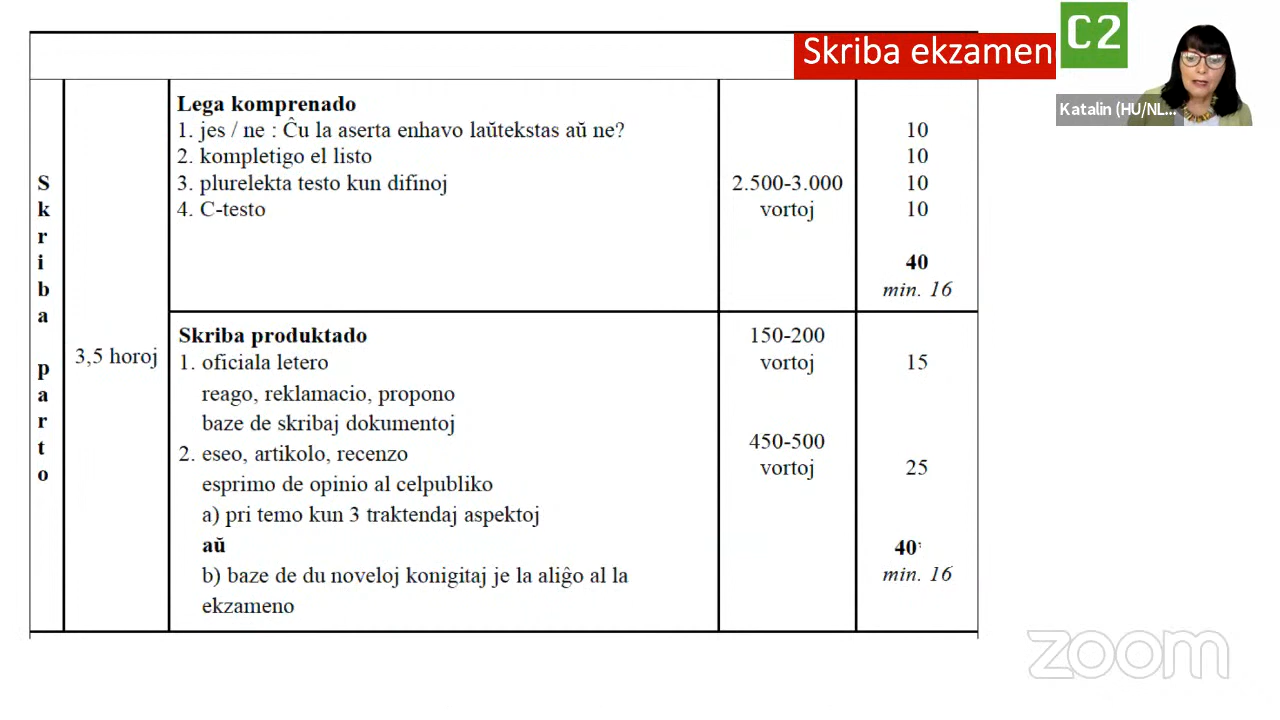 Skriba ekzameno
C2
Katalin (HU/NL...
Skriba parto
3,5 horoj
Lega komprenado
1. jes / ne : Ĉu la aserta enhavo laŭtekstas aŭ ne?
2. kompletigo el listo
3. plurelekta testo kun difinoj
4. C-testo
2.500-3.000
vortoj
10
10
10
10
40
min. 16
Skriba produktado
1. oficiala letero
reago, reklamacio, propono
baze de skribaj dokumentoj
2. eseo, artikolo, recenzo
esprimo de opinio al celpubliko
a) pri temo kun 3 traktendaj aspektoj
aŭ
b) baze de du noveloj konigitaj je la aliĝo al la
ekzameno
150-200
vortoj
450-500
vortoj
15
25
40
min. 16
zoom